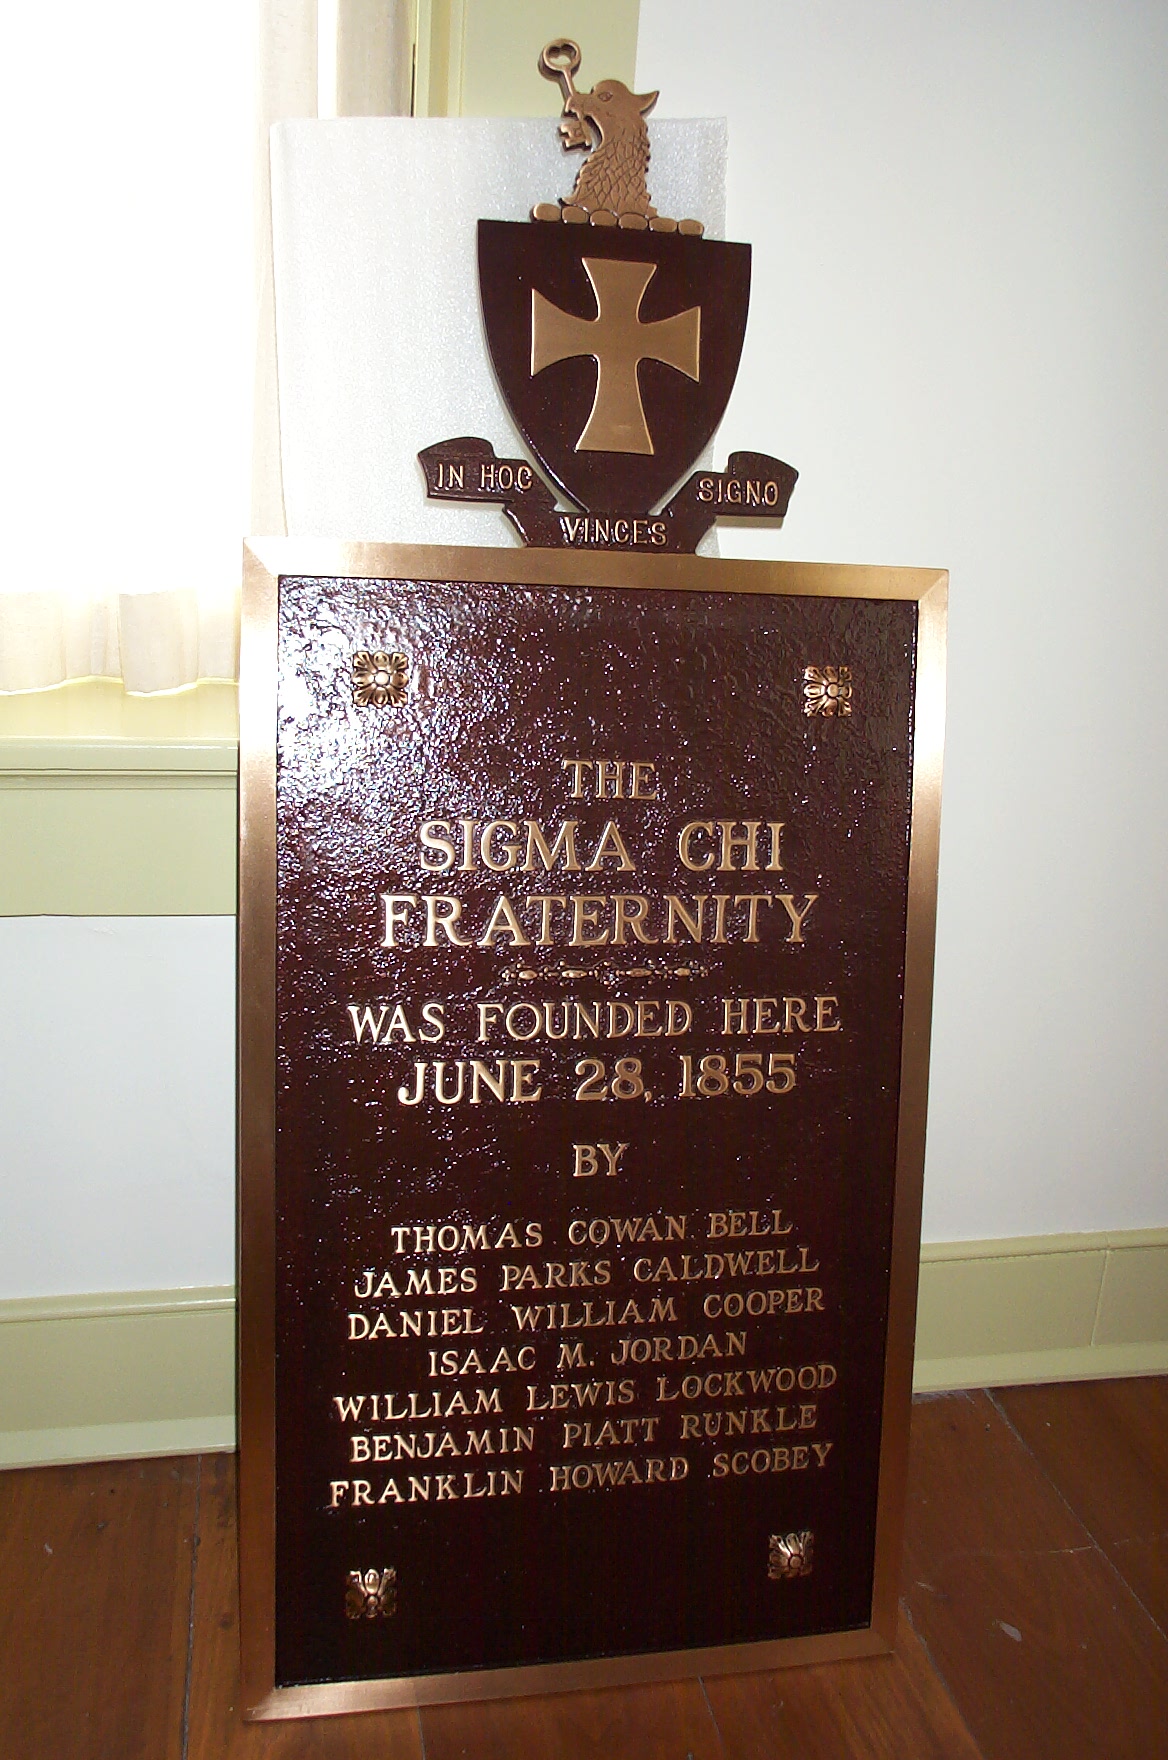 IN HOC
SIGNO
VINCES
THE
SIGMA CHI
FRATERNITY
WAS FOUNDED HERE
JUNE 28, 1855
BY
THOMAS COWAN BELL
JAMES PARKS CALDWELL
DANIEL WILLIAM COOPER
ISAAC M. JORDAN
WILLIAM LEWIS LOCKWOOD
BENJAMIN PIATT RUNKLE
FRANKLIN HOWARD SCOBEY